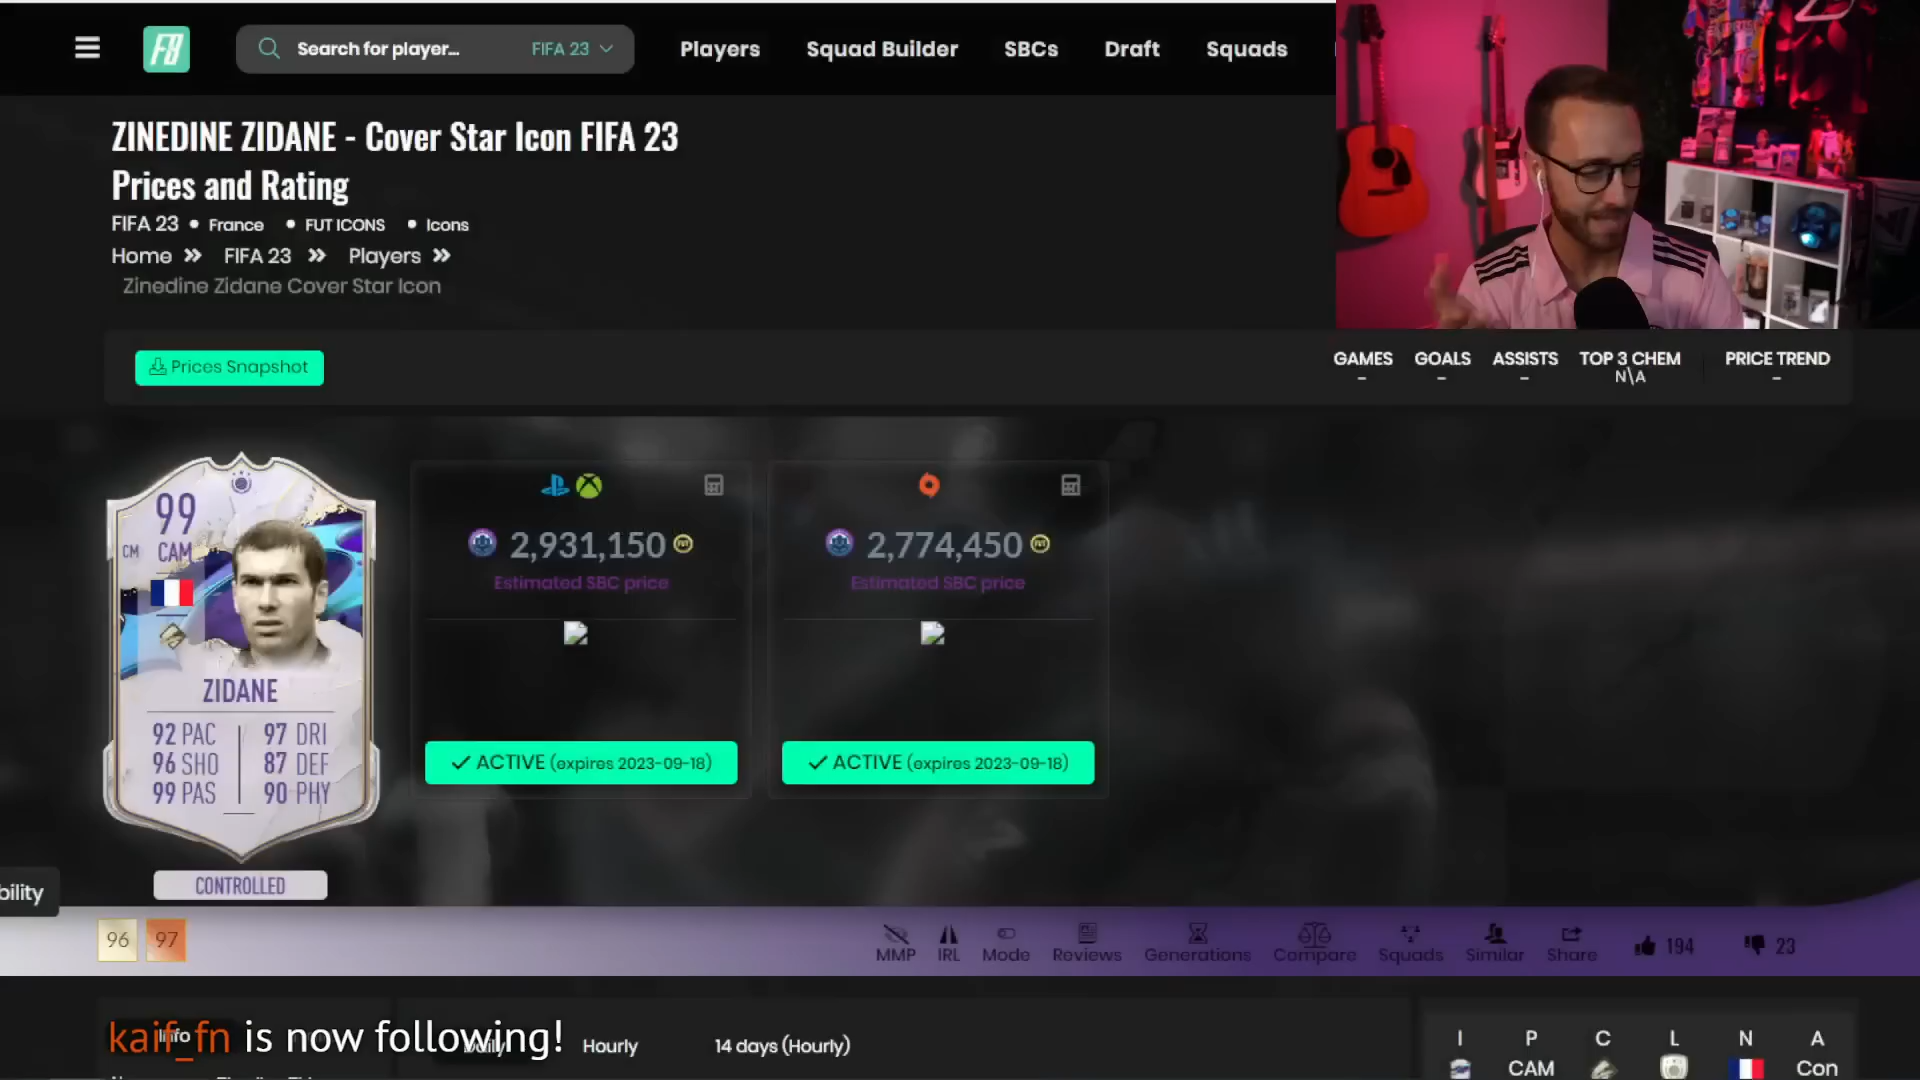 Search for player...
FIFA 23
Players
Squad Builder
SBCs
Draft
Squads
ZINEDINE ZIDANE - Cover Star Icon FIFA 23
Prices and Rating
FIFA 23 • France • FUT ICONS • Icons
Home » FIFA 23 » Players »
Zinedine Zidane Cover Star Icon
Prices Snapshot
GAMES GOALS ASSISTS TOP 3 CHEM PRICE TREND
- - - N\A -
99
CM CAM
ZIDANE
92 PAC 97 DRI
96 SHO 87 DEF
99 PAS 90 PHY
CONTROLLED
2,931,150
Estimated SBC price
ACTIVE (expires 2023-09-18)
2,774,450
Estimated SBC price
ACTIVE (expires 2023-09-18)
bility
96 97
MMP IRL Mode Reviews Generations Compare Squads Similar Share 194 23
Info
kaif_fn is now following!
Daily Hourly 14 days (Hourly)
I P C L N A
CAM Con